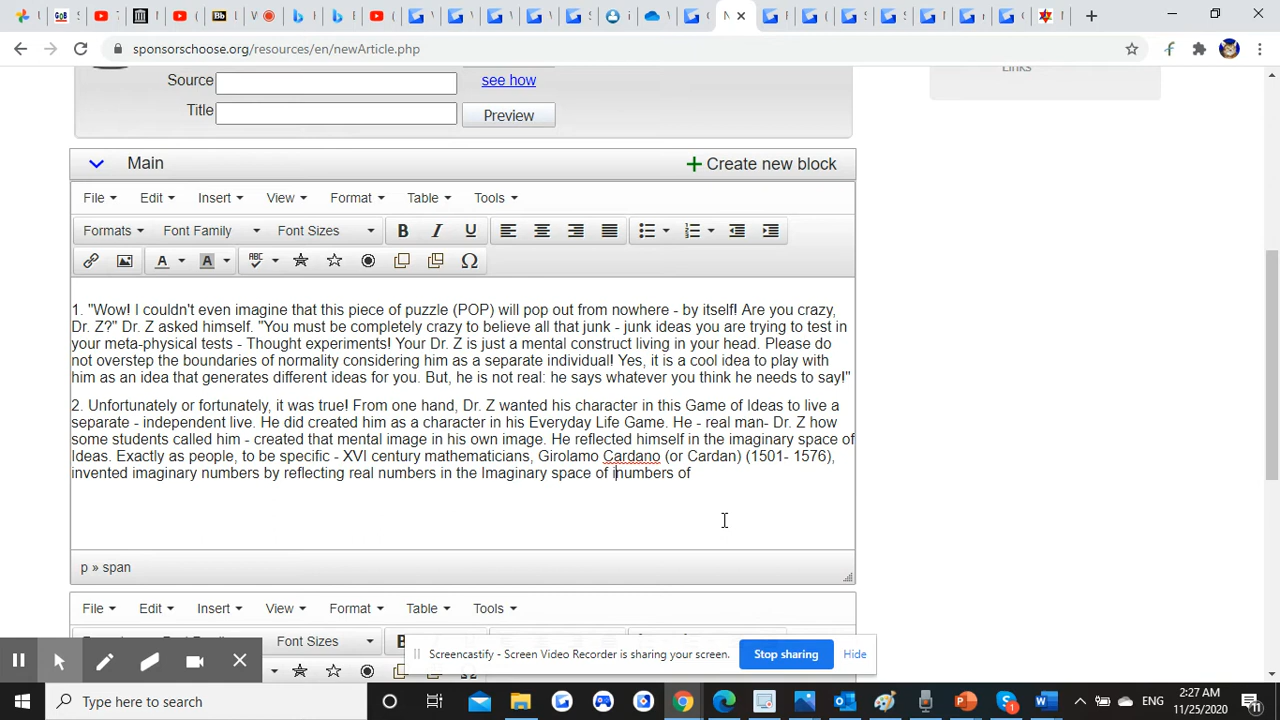 GOB
Bb
sponsorschoose.org/resources/en/newArticle.php
Links
Source
see how
Title
Preview
Main
Create new block
File Edit Insert View Format Table Tools
Formats Font Family Font Sizes B I U
A A ABC Ω
1. "Wow! I couldn't even imagine that this piece of puzzle (POP) will pop out from nowhere - by itself! Are you crazy,
Dr. Z?" Dr. Z asked himself. "You must be completely crazy to believe all that junk - junk ideas you are trying to test in
your meta-physical tests - Thought experiments! Your Dr. Z is just a mental construct living in your head. Please do
not overstep the boundaries of normality considering him as a separate individual! Yes, it is a cool idea to play with
him as an idea that generates different ideas for you. But, he is not real: he says whatever you think he needs to say!"
2. Unfortunately or fortunately, it was true! From one hand, Dr. Z wanted his character in this Game of Ideas to live a
separate - independent live. He did created him as a character in his Everyday Life Game. He - real man- Dr. Z how
some students called him - created that mental image in his own image. He reflected himself in the imaginary space of
Ideas. Exactly as people, to be specific - XVI century mathematicians, Girolamo Cardano (or Cardan) (1501- 1576),
invented imaginary numbers by reflecting real numbers in the Imaginary space of inumbers of
p » span
File Edit Insert View Format Table Tools
Font Sizes
Screencastify - Screen Video Recorder is sharing your screen. Stop sharing Hide
Type here to search
ENG
2:27 AM
11/25/2020